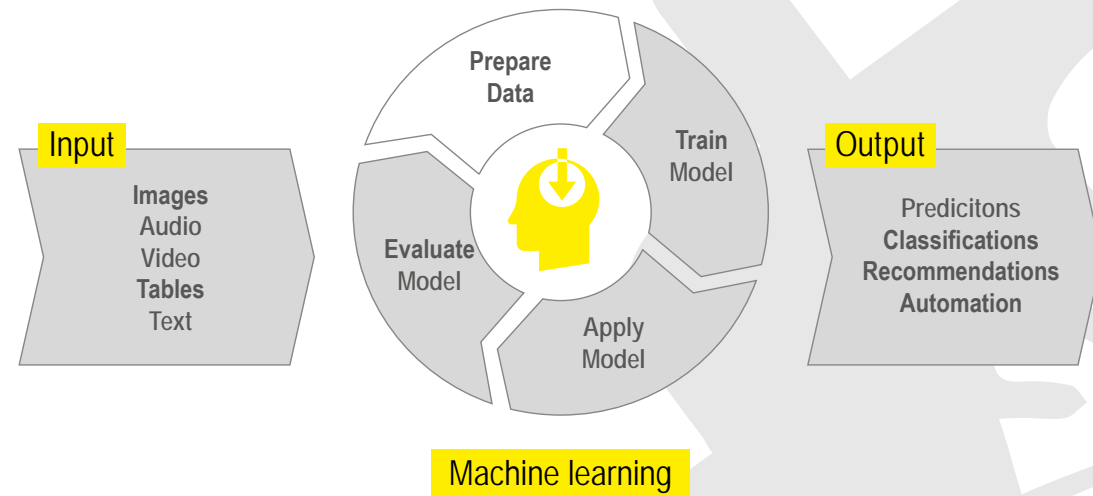 Input
Images
Audio
Video
Tables
Text
Prepare
Data
Train
Model
Apply
Model
Evaluate
Model
Machine learning
Output
Predicitons
Classifications
Recommendations
Automation